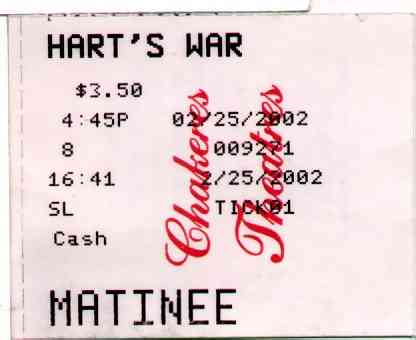 HART'S WAR
$3.50
4:45P 02/25/2002
8 009271
16:41 2/25/2002
SL TICK01
Cash
MATINEE
Chakeres
Theatres